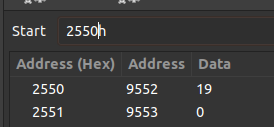 Start 2550h
Address (Hex) Address Data
2550 9552 19
2551 9553 0